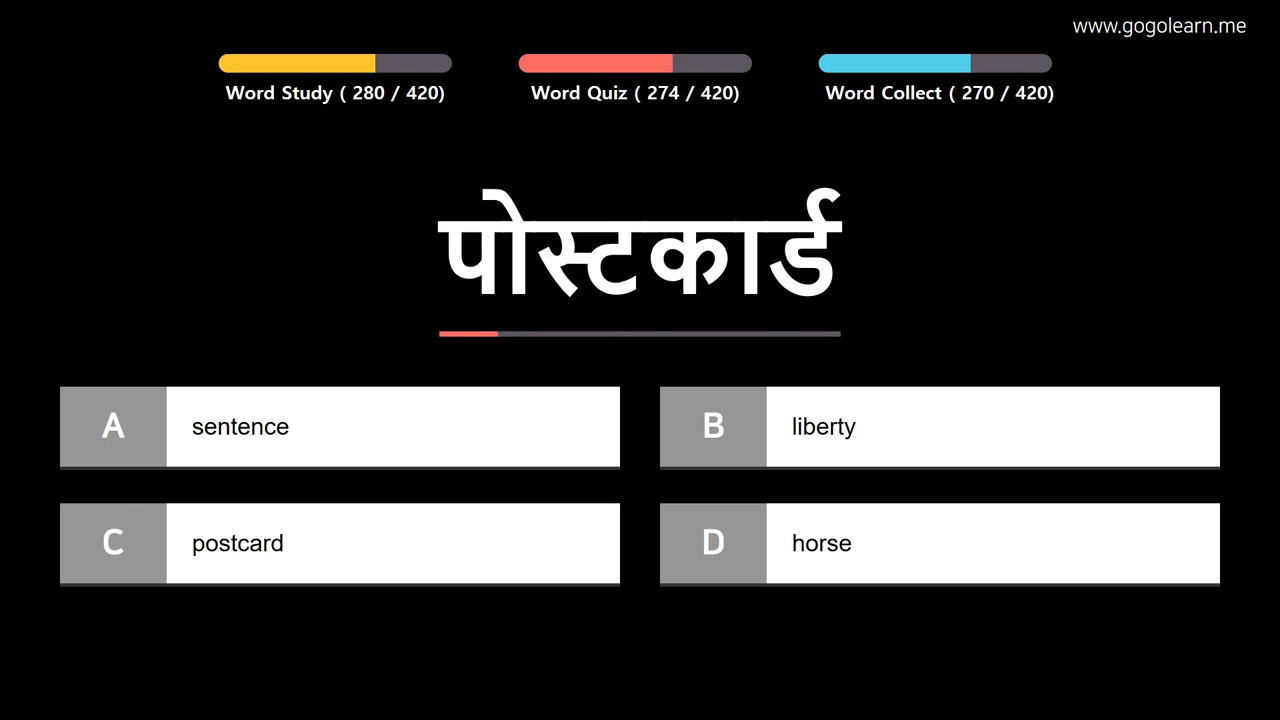 www.gogolearn.me
Word Study ( 280 / 420)
Word Quiz ( 274 / 420)
Word Collect ( 270 / 420)
पोस्टकार्ड
A sentence
B liberty
C postcard
D horse